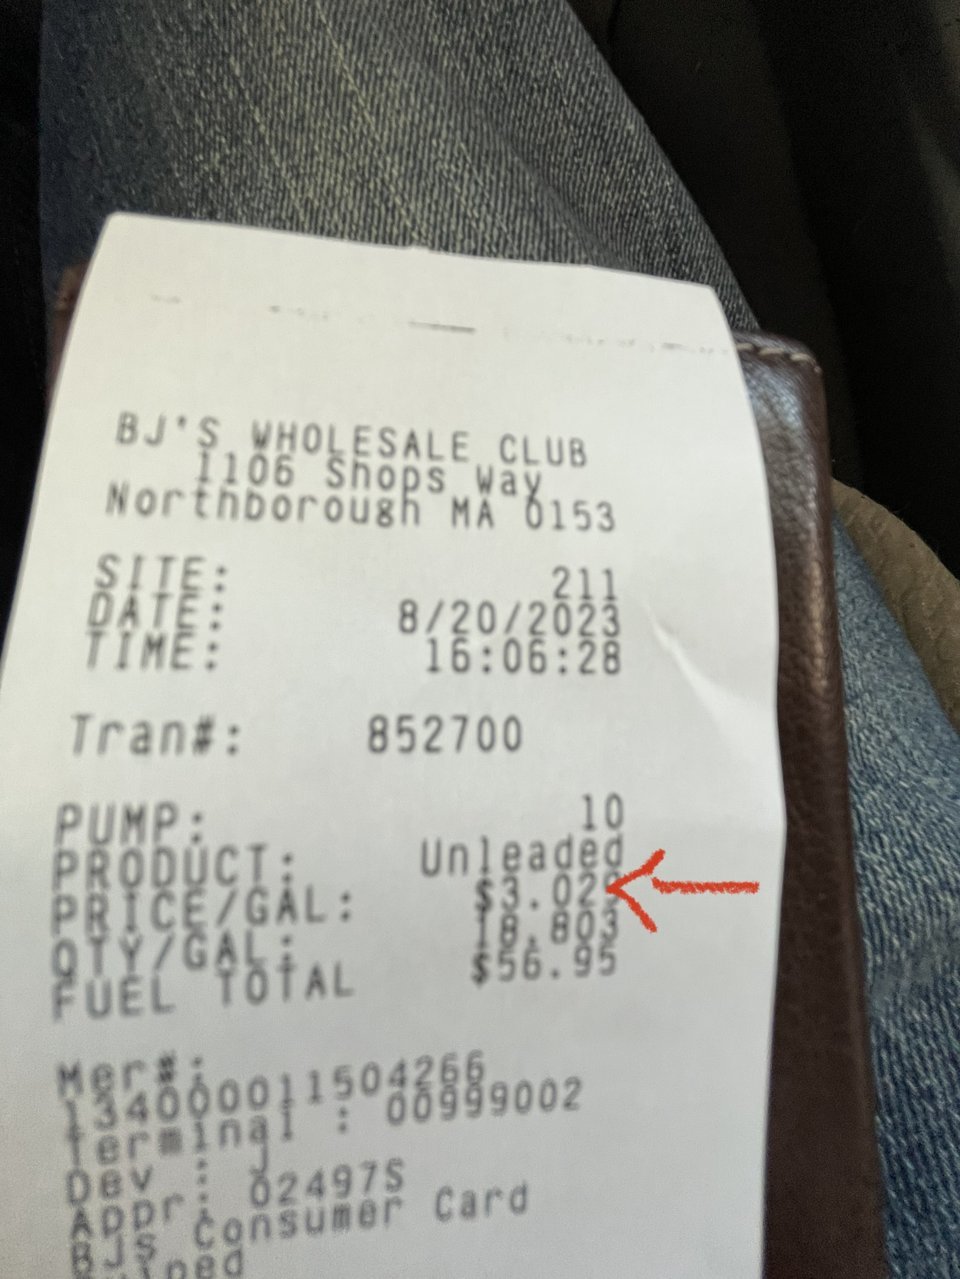 BJ'S WHOLESALE CLUB
1106 Shops Way
Northborough MA 0153
SITE: 211
DATE: 8/20/2023
TIME: 16:06:28
Tran#: 852700
PUMP: 10
PRODUCT: Unleaded
PRICE/GAL: $3.029
QTY/GAL: 18.803
FUEL TOTAL $56.95
Mer#:
13400011504266
Terminal : 00999002
Dev : j
Appr: 02497S
BJs Consumer Card